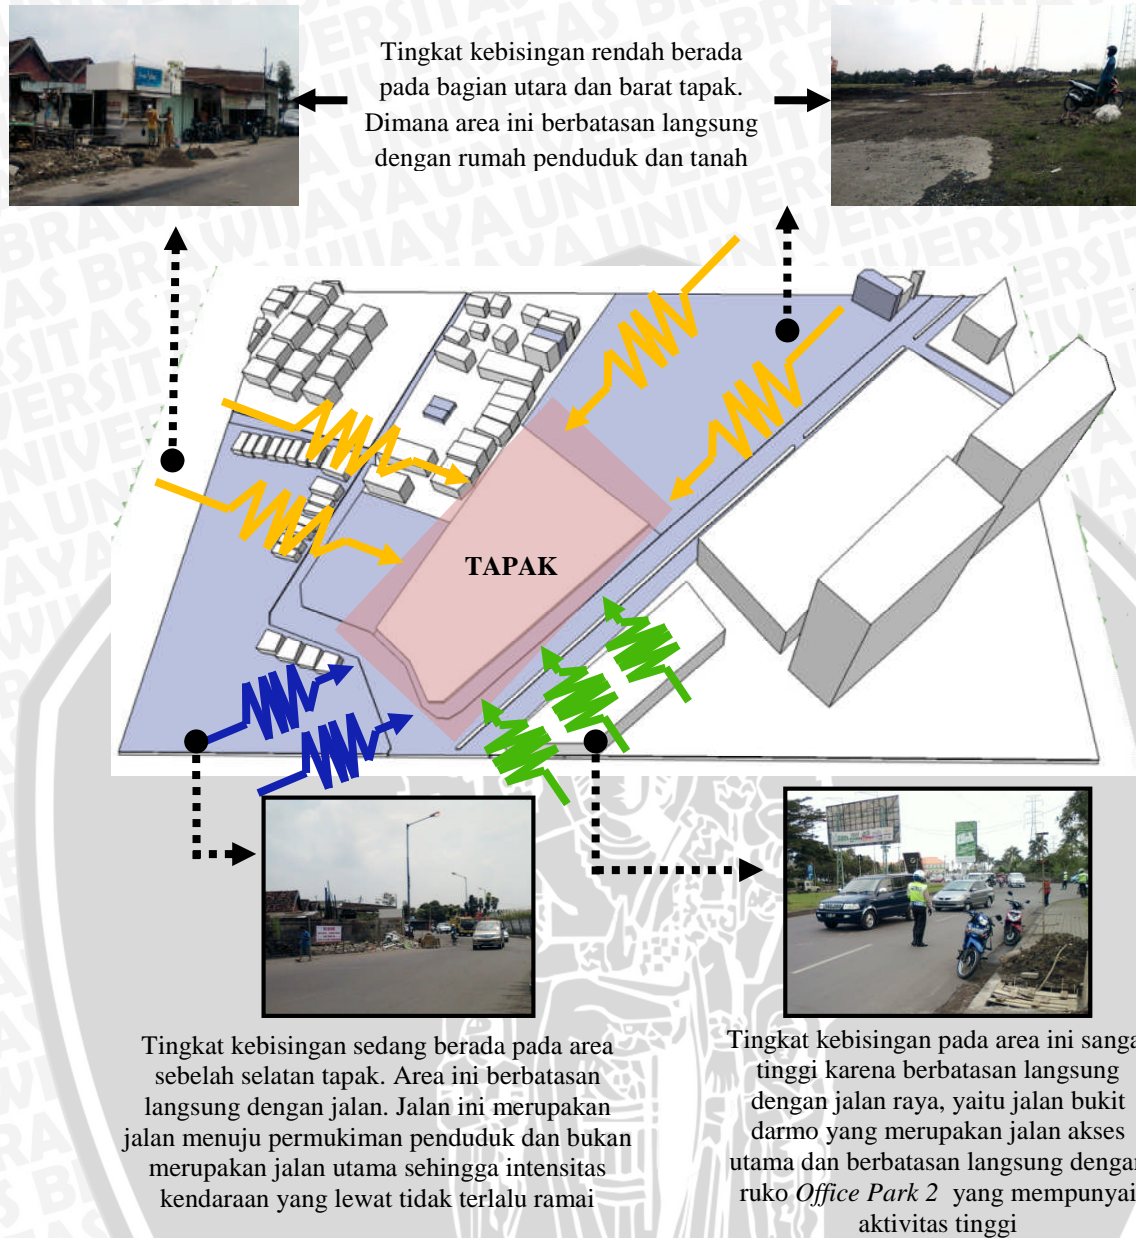 Tingkat kebisingan rendah berada
pada bagian utara dan barat tapak.
Dimana area ini berbatasan langsung
dengan rumah penduduk dan tanah
TAPAK
Tingkat kebisingan sedang berada pada area
sebelah selatan tapak. Area ini berbatasan
langsung dengan jalan. Jalan ini merupakan
jalan menuju permukiman penduduk dan bukan
merupakan jalan utama sehingga intensitas
kendaraan yang lewat tidak terlalu ramai
Tingkat kebisingan pada area ini sanga
tinggi karena berbatasan langsung
dengan jalan raya, yaitu jalan bukit
darmo yang merupakan jalan akses
utama dan berbatasan langsung dengan
ruko Office Park 2 yang mempunyai
aktivitas tinggi